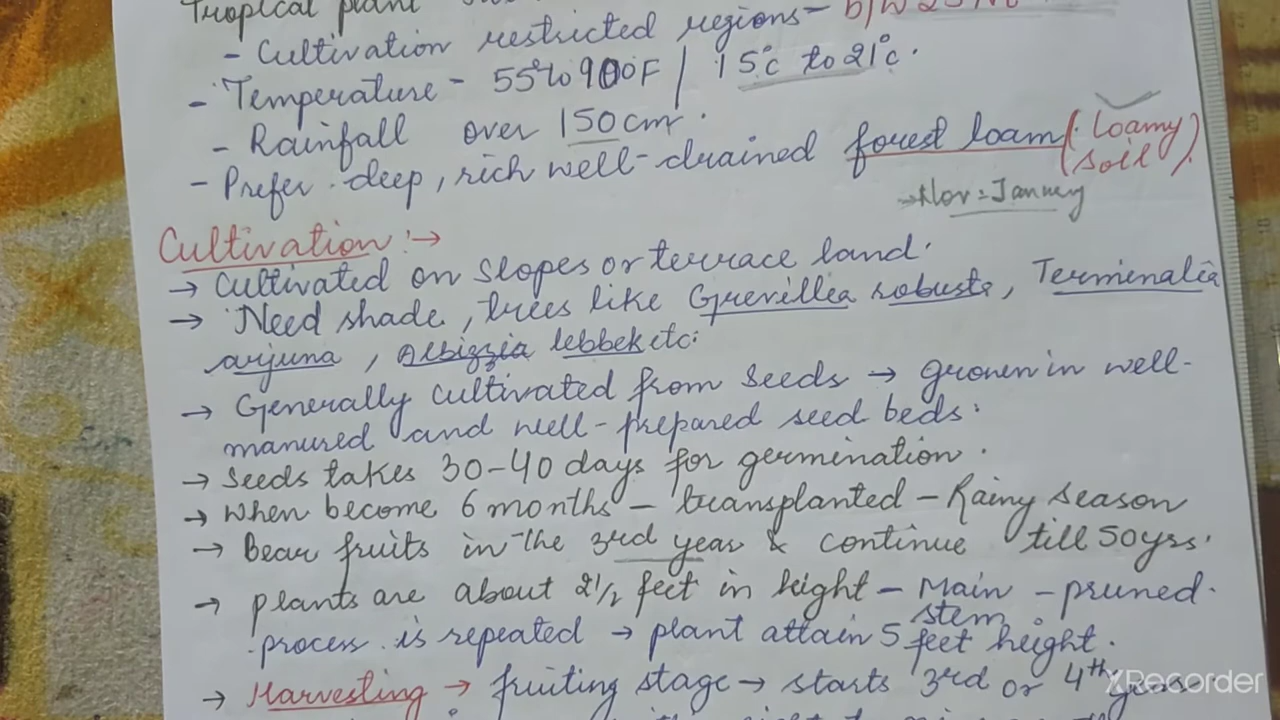 Tropical plant
- Cultivation restricted regions - b/w
- Temperature - 55° to 90°F / 15°c to 21°c.
- Rainfall over 150cm.
- Prefer deep, rich well-drained forest loam (Loamy soil).
→ Nov - January
Cultivation :→
→ Cultivated on slopes or terrace land.
→ Need shade, trees like Grevillea robusta, Terminalia
arjuna, Albizzia lebbek etc.
→ Generally cultivated from seeds → grown in well-
manured and well-prepared seed beds.
→ Seeds takes 30-40 days for germination.
→ When become 6 months - transplanted - Rainy season
→ Bear fruits in the 3rd year & continue till 50yrs.
→ plants are about 2½ feet in height - Main stem - pruned.
process is repeated → plant attain 5 feet height.
→ Harvesting → fruiting stage → starts 3rd or 4th years
XRecorder